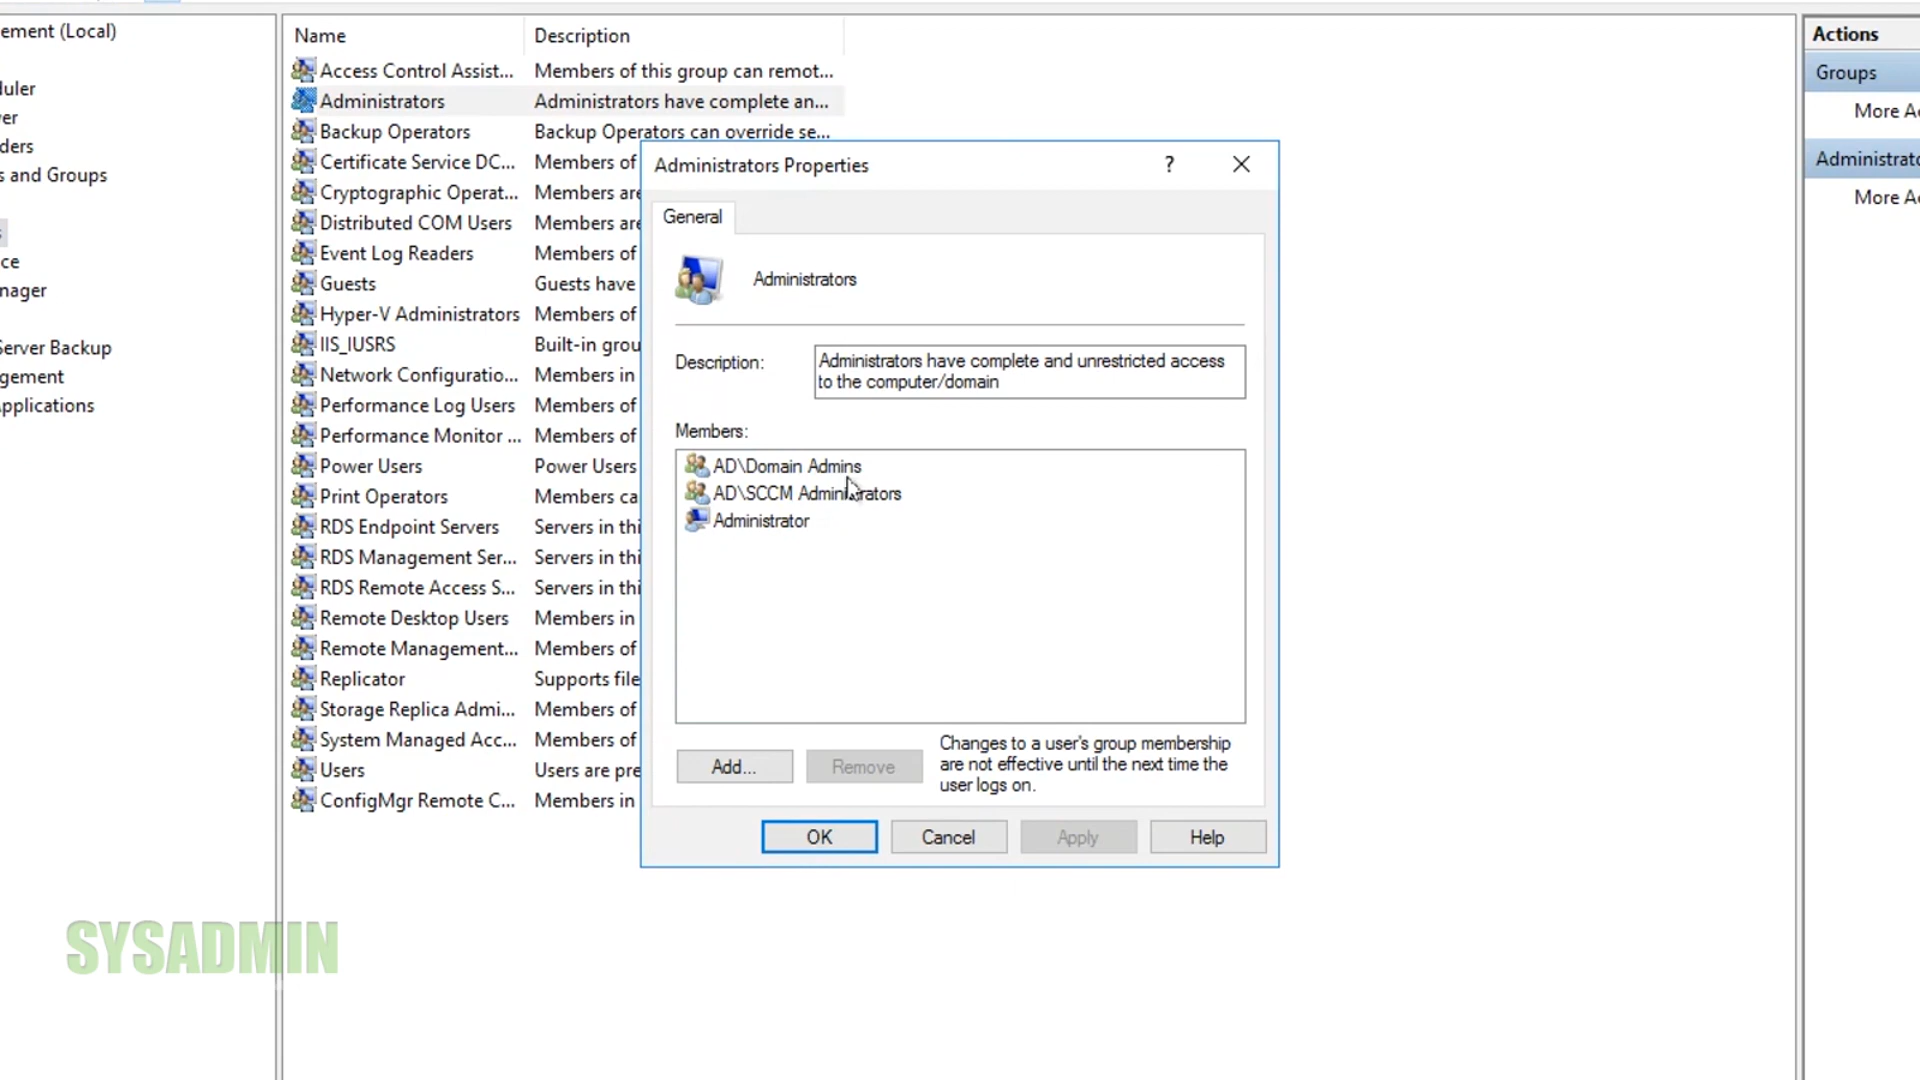 ement (Local)
uler
er
ders
s and Groups
ce
nager
Server Backup
gement
pplications
Name Description
Access Control Assist... Members of this group can remot...
Administrators Administrators have complete an...
Backup Operators Backup Operators can override se...
Certificate Service DC... Members of
Cryptographic Operat... Members are
Distributed COM Users Members are
Event Log Readers Members of
Guests Guests have
Hyper-V Administrators Members of
IIS_IUSRS Built-in grou
Network Configuratio... Members in
Performance Log Users Members of
Performance Monitor ... Members of
Power Users Power Users
Print Operators Members ca
RDS Endpoint Servers Servers in thi
RDS Management Ser... Servers in thi
RDS Remote Access S... Servers in thi
Remote Desktop Users Members in
Remote Management... Members of
Replicator Supports file
Storage Replica Admi... Members of
System Managed Acc... Members of
Users Users are pre
ConfigMgr Remote C... Members in
Administrators Properties
?
General
Administrators
Description:
Administrators have complete and unrestricted access
to the computer/domain
Members:
AD\Domain Admins
AD\SCCM Administrators
Administrator
Add... Remove
Changes to a user's group membership
are not effective until the next time the
user logs on.
OK Cancel Apply Help
Actions
Groups
More Ac
Administrato
More Ac
SYSADMIN